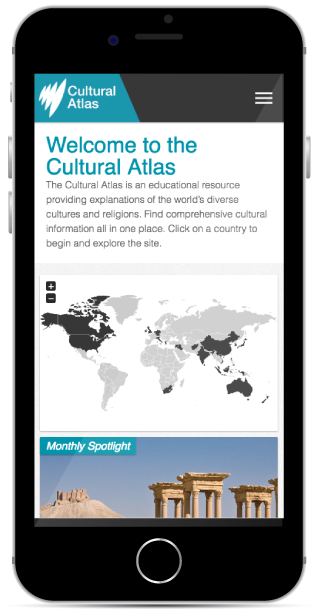 Cultural
Atlas
Welcome to the
Cultural Atlas
The Cultural Atlas is an educational resource
providing explanations of the world's diverse
cultures and religions. Find comprehensive cultural
information all in one place. Click on a country to
begin and explore the site.
+
−
Monthly Spotlight